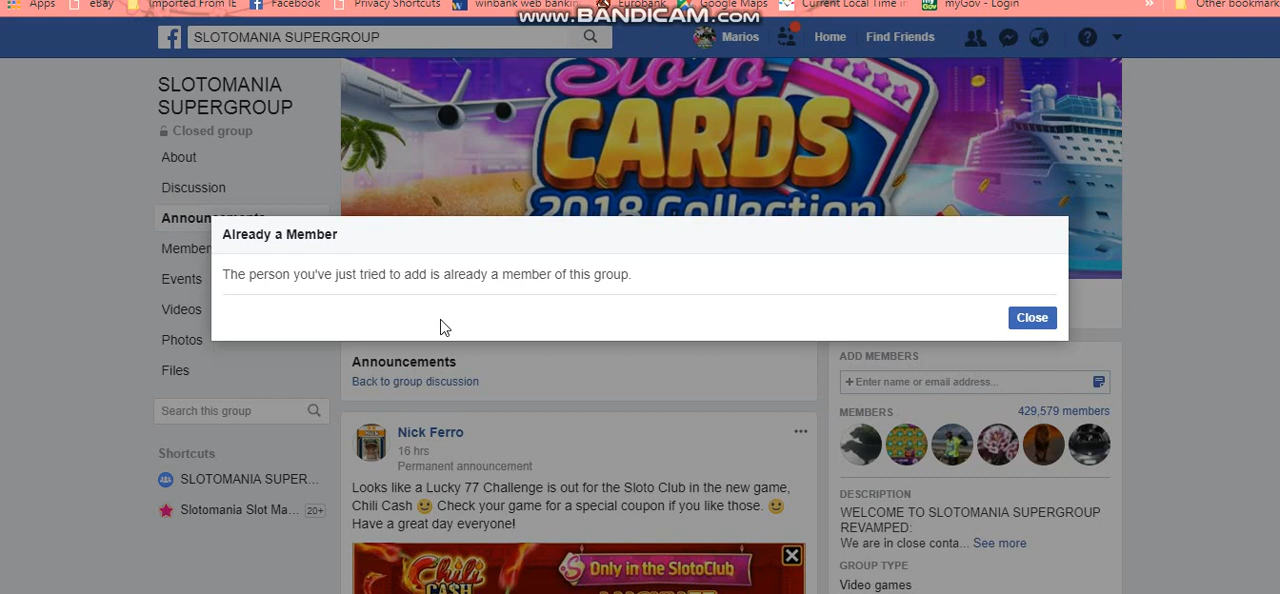 Apps
eBay
Imported From IE
Facebook
Privacy Shortcuts
winbank web bankin
Eurobank
Google Maps
Current Local Time in
myGov - Login
»
Other bookmark
www.BANDICAM.com
SLOTOMANIA SUPERGROUP
Marios
Home
Find Friends
SLOTOMANIA
SUPERGROUP
Closed group
About
Discussion
Announcements
Member
Events
Videos
Photos
Files
Search this group
Shortcuts
SLOTOMANIA SUPER...
Slotomania Slot Ma... 20+
Sloto
CARDS
2018 Collection
Already a Member
The person you've just tried to add is already a member of this group.
Close
Announcements
Back to group discussion
Nick Ferro
16 hrs
Permanent announcement
Looks like a Lucky 77 Challenge is out for the Sloto Club in the new game,
Chili Cash 🙂 Check your game for a special coupon if you like those. 🙂
Have a great day everyone!
Chili
CASH
Only in the SlotoClub
ADD MEMBERS
+ Enter name or email address...
MEMBERS
429,579 members
DESCRIPTION
WELCOME TO SLOTOMANIA SUPERGROUP
REVAMPED:
We are in close conta... See more
GROUP TYPE
Video games